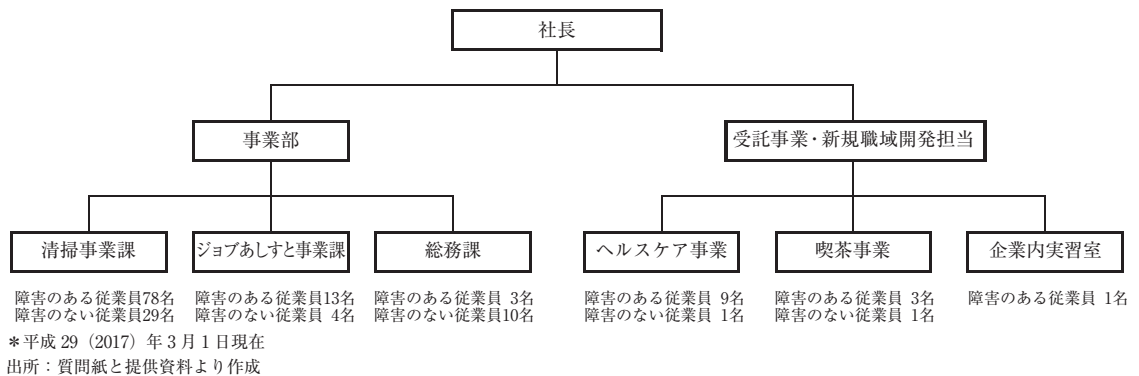 社長
事業部
受託事業・新規職域開発担当
清掃事業課
ジョブあしすと事業課
総務課
ヘルスケア事業
喫茶事業
企業内実習室
障害のある従業員78名
障害のない従業員29名
障害のある従業員13名
障害のない従業員 4名
障害のある従業員 3名
障害のない従業員10名
障害のある従業員 9名
障害のない従業員 1名
障害のある従業員 3名
障害のない従業員 1名
障害のある従業員 1名
＊平成 29（2017）年 3 月 1 日現在
出所：質問紙と提供資料より作成